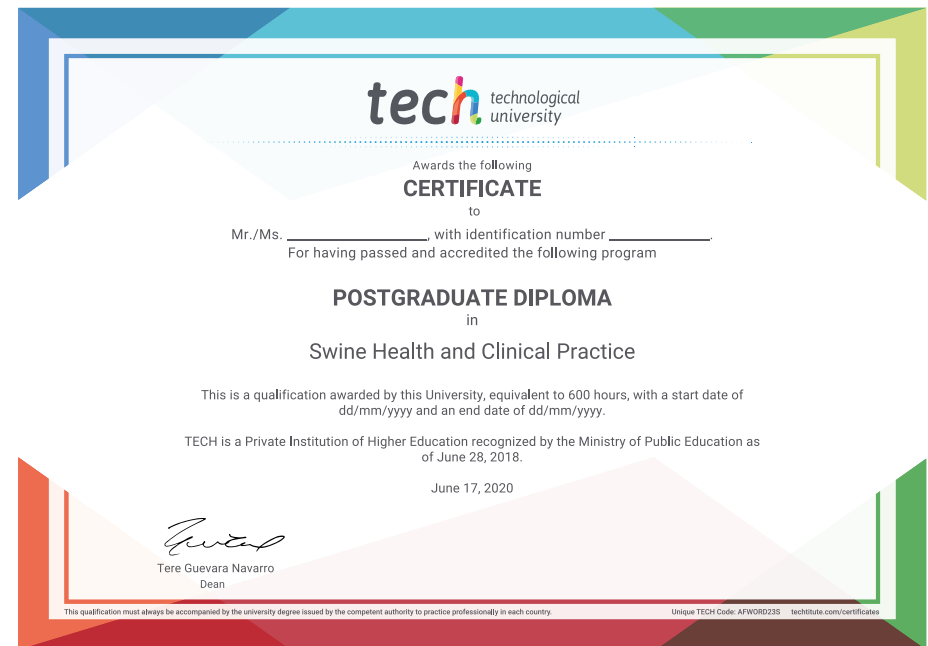 tech technological
university
Awards the following
CERTIFICATE
to
Mr./Ms. ____________________, with identification number ______________.
For having passed and accredited the following program
POSTGRADUATE DIPLOMA
in
Swine Health and Clinical Practice
This is a qualification awarded by this University, equivalent to 600 hours, with a start date of
dd/mm/yyyy and an end date of dd/mm/yyyy.
TECH is a Private Institution of Higher Education recognized by the Ministry of Public Education as
of June 28, 2018.
June 17, 2020
Tere Guevara Navarro
Dean
This qualification must always be accompanied by the university degree issued by the competent authority to practice professionally in each country.
Unique TECH Code: AFWORD23S techtitute.com/certificates